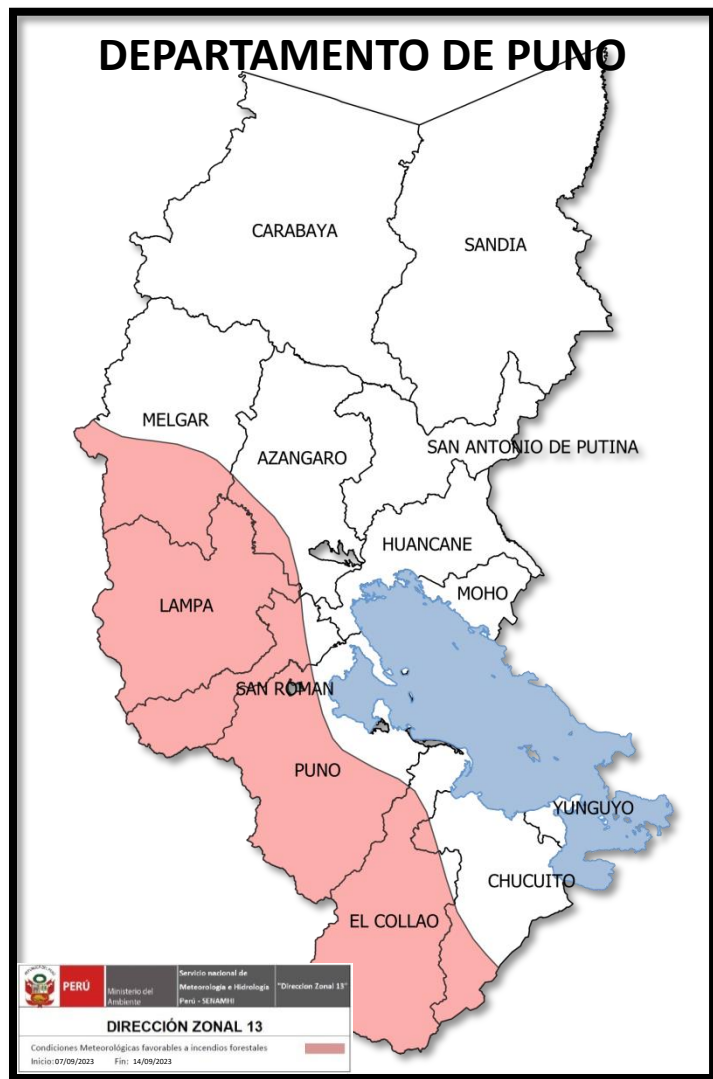 DEPARTAMENTO DE PUNO
CARABAYA
SANDIA
MELGAR
AZANGARO
SAN ANTONIO DE PUTINA
HUANCANE
MOHO
LAMPA
SAN ROMAN
PUNO
YUNGUYO
CHUCUITO
EL COLLAO
PERÚ
Ministerio del
Ambiente
Servicio nacional de
Meteorología e Hidrología
Perú - SENAMHI
"Direccion Zonal 13"
DIRECCIÓN ZONAL 13
Condiciones Meteorológicas favorables a incendios forestales
Inicio: 07/09/2023 Fin: 14/09/2023